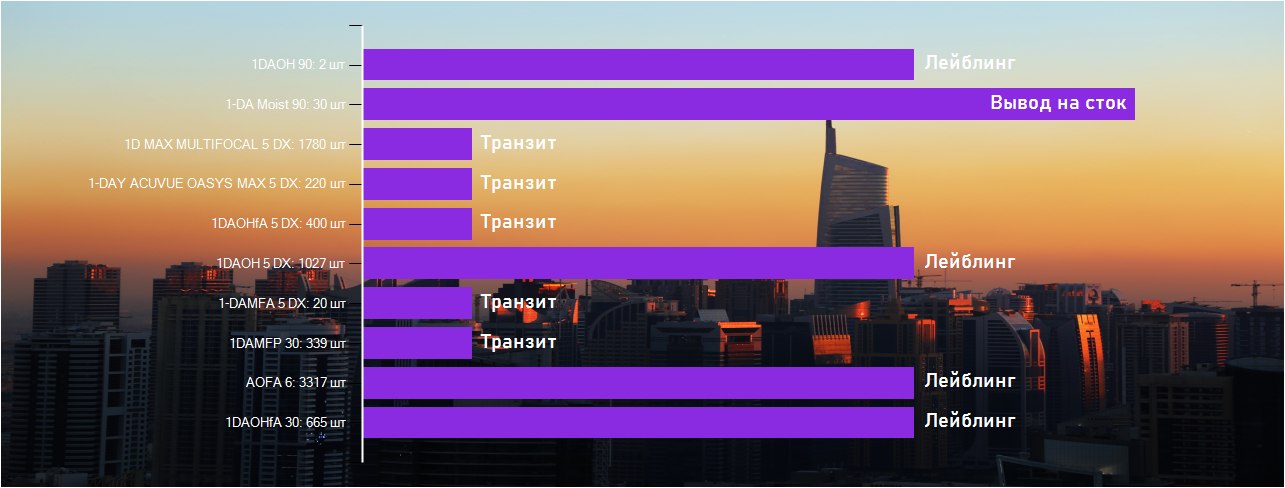 1DAOH 90: 2 шт Лейблинг
1-DA Moist 90: 30 шт Вывод на сток
1D MAX MULTIFOCAL 5 DX: 1780 шт Транзит
1-DAY ACUVUE OASYS MAX 5 DX: 220 шт Транзит
1DAOHfA 5 DX: 400 шт Транзит
1DAOH 5 DX: 1027 шт Лейблинг
1-DAMFA 5 DX: 20 шт Транзит
1DAMFP 30: 339 шт Транзит
AOFA 6: 3317 шт Лейблинг
1DAOHfA 30: 665 шт Лейблинг